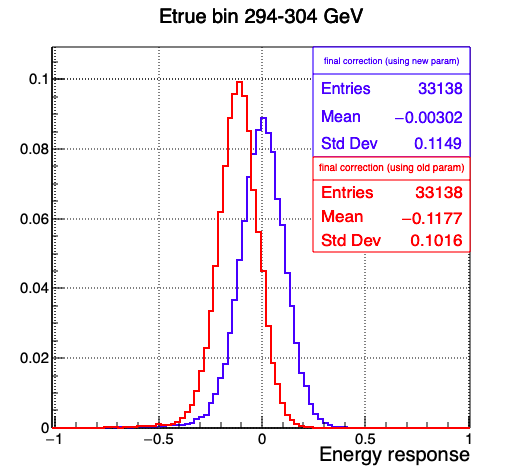 Etrue bin 294-304 GeV
final correction (using new param)
Entries 33138
Mean −0.00302
Std Dev 0.1149
final correction (using old param)
Entries 33138
Mean −0.1177
Std Dev 0.1016
0.1
0.08
0.06
0.04
0.02
0
−1 −0.5 0 0.5 1
Energy response